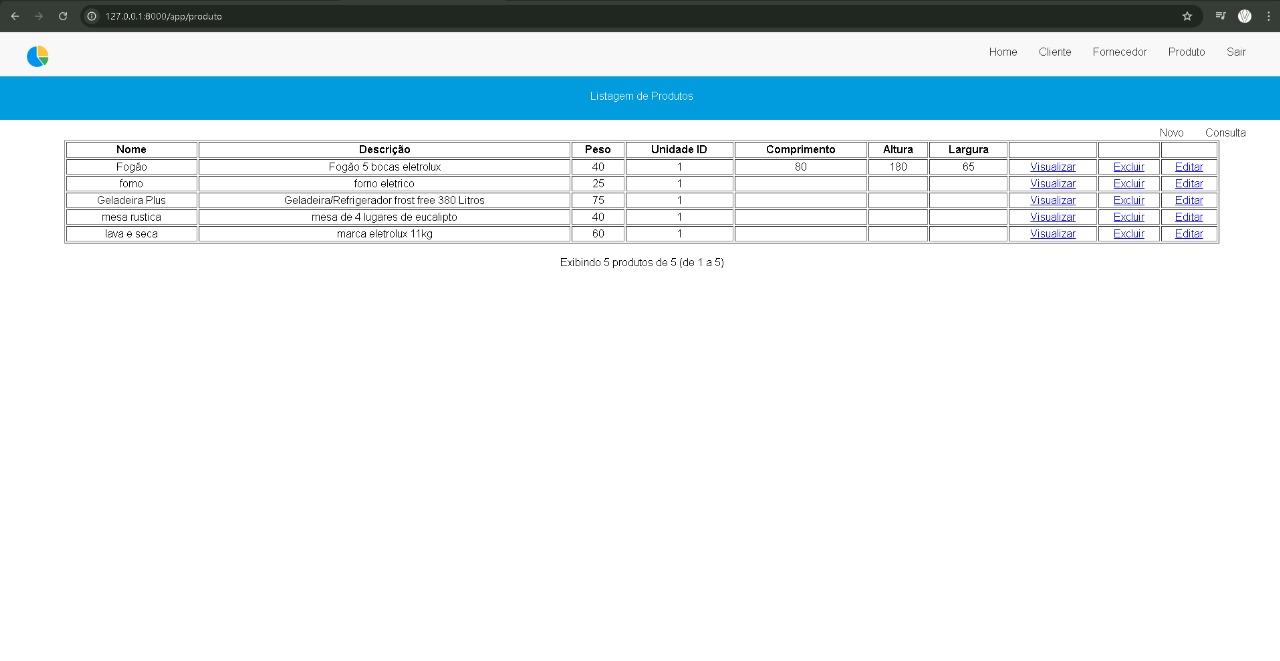 127.0.0.1:8000/app/produto
Home Cliente Fornecedor Produto Sair
Listagem de Produtos
Novo Consulta
Nome Descrição Peso Unidade ID Comprimento Altura Largura
Fogão Fogão 5 bocas eletrolux 40 1 80 180 65 Visualizar Excluir Editar
forno forno eletrico 25 1 Visualizar Excluir Editar
Geladeira Plus Geladeira/Refrigerador frost free 380 Litros 75 1 Visualizar Excluir Editar
mesa rustica mesa de 4 lugares de eucalipto 40 1 Visualizar Excluir Editar
lava e seca marca eletrolux 11kg 60 1 Visualizar Excluir Editar
Exibindo 5 produtos de 5 (de 1 a 5)